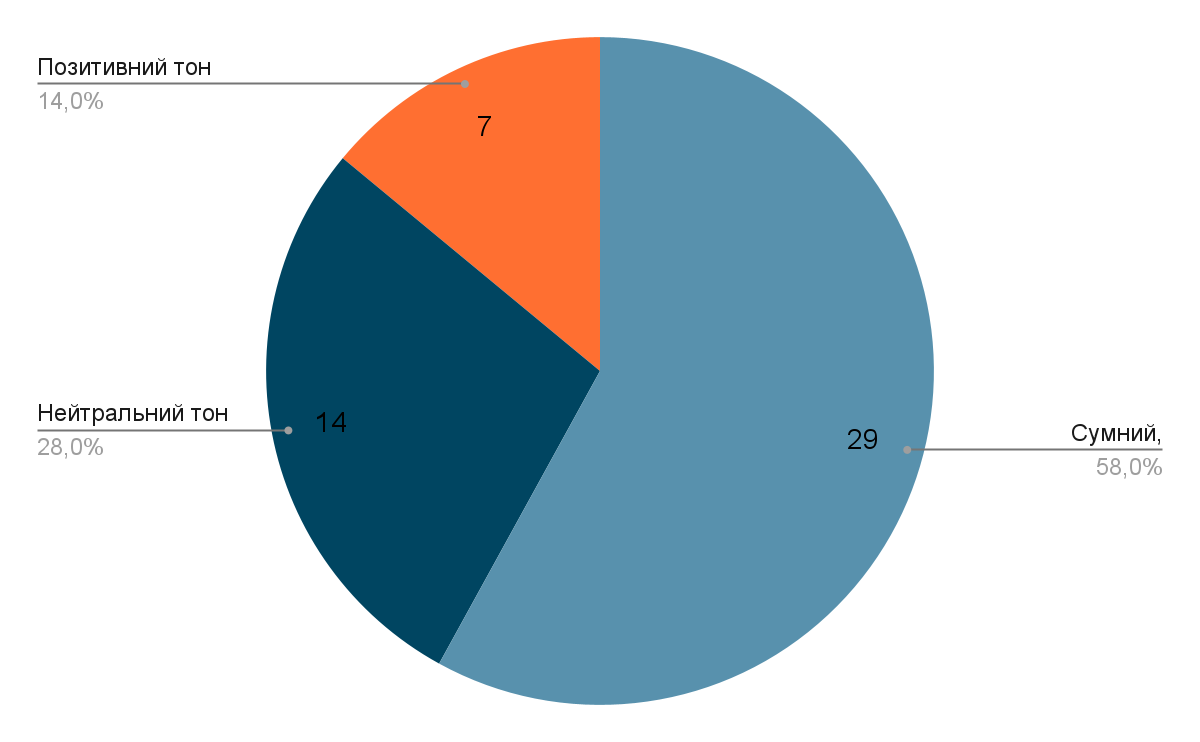 Позитивний тон
14,0%
7
Нейтральний тон
28,0%
14
29
Сумний,
58,0%